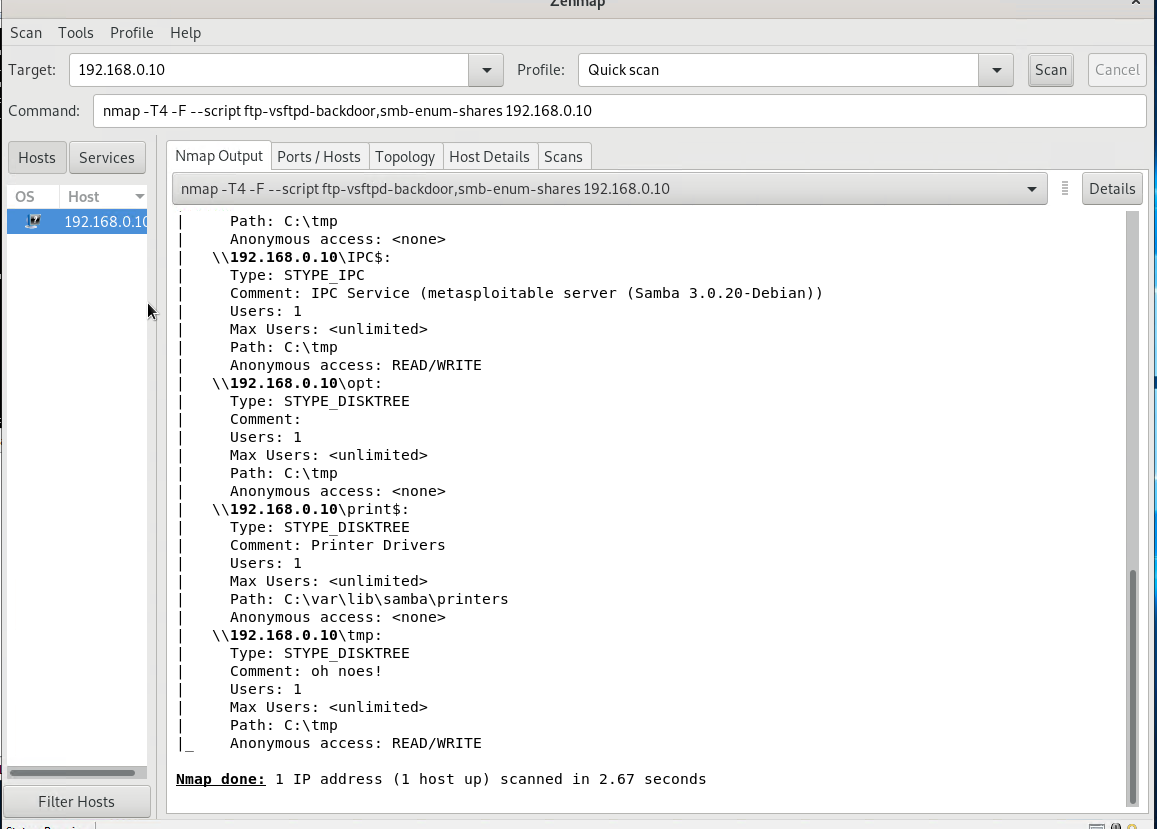 Zenmap
Scan Tools Profile Help
Target: 192.168.0.10 Profile: Quick scan Scan Cancel
Command: nmap -T4 -F --script ftp-vsftpd-backdoor,smb-enum-shares 192.168.0.10
Hosts Services Nmap Output Ports / Hosts Topology Host Details Scans
OS Host
nmap -T4 -F --script ftp-vsftpd-backdoor,smb-enum-shares 192.168.0.10 Details
192.168.0.10
|     Path: C:\tmp
|     Anonymous access: <none>
|   \\192.168.0.10\IPC$:
|     Type: STYPE_IPC
|     Comment: IPC Service (metasploitable server (Samba 3.0.20-Debian))
|     Users: 1
|     Max Users: <unlimited>
|     Path: C:\tmp
|     Anonymous access: READ/WRITE
|   \\192.168.0.10\opt:
|     Type: STYPE_DISKTREE
|     Comment:
|     Users: 1
|     Max Users: <unlimited>
|     Path: C:\tmp
|     Anonymous access: <none>
|   \\192.168.0.10\print$:
|     Type: STYPE_DISKTREE
|     Comment: Printer Drivers
|     Users: 1
|     Max Users: <unlimited>
|     Path: C:\var\lib\samba\printers
|     Anonymous access: <none>
|   \\192.168.0.10\tmp:
|     Type: STYPE_DISKTREE
|     Comment: oh noes!
|     Users: 1
|     Max Users: <unlimited>
|     Path: C:\tmp
|_    Anonymous access: READ/WRITE
Nmap done: 1 IP address (1 host up) scanned in 2.67 seconds
Filter Hosts